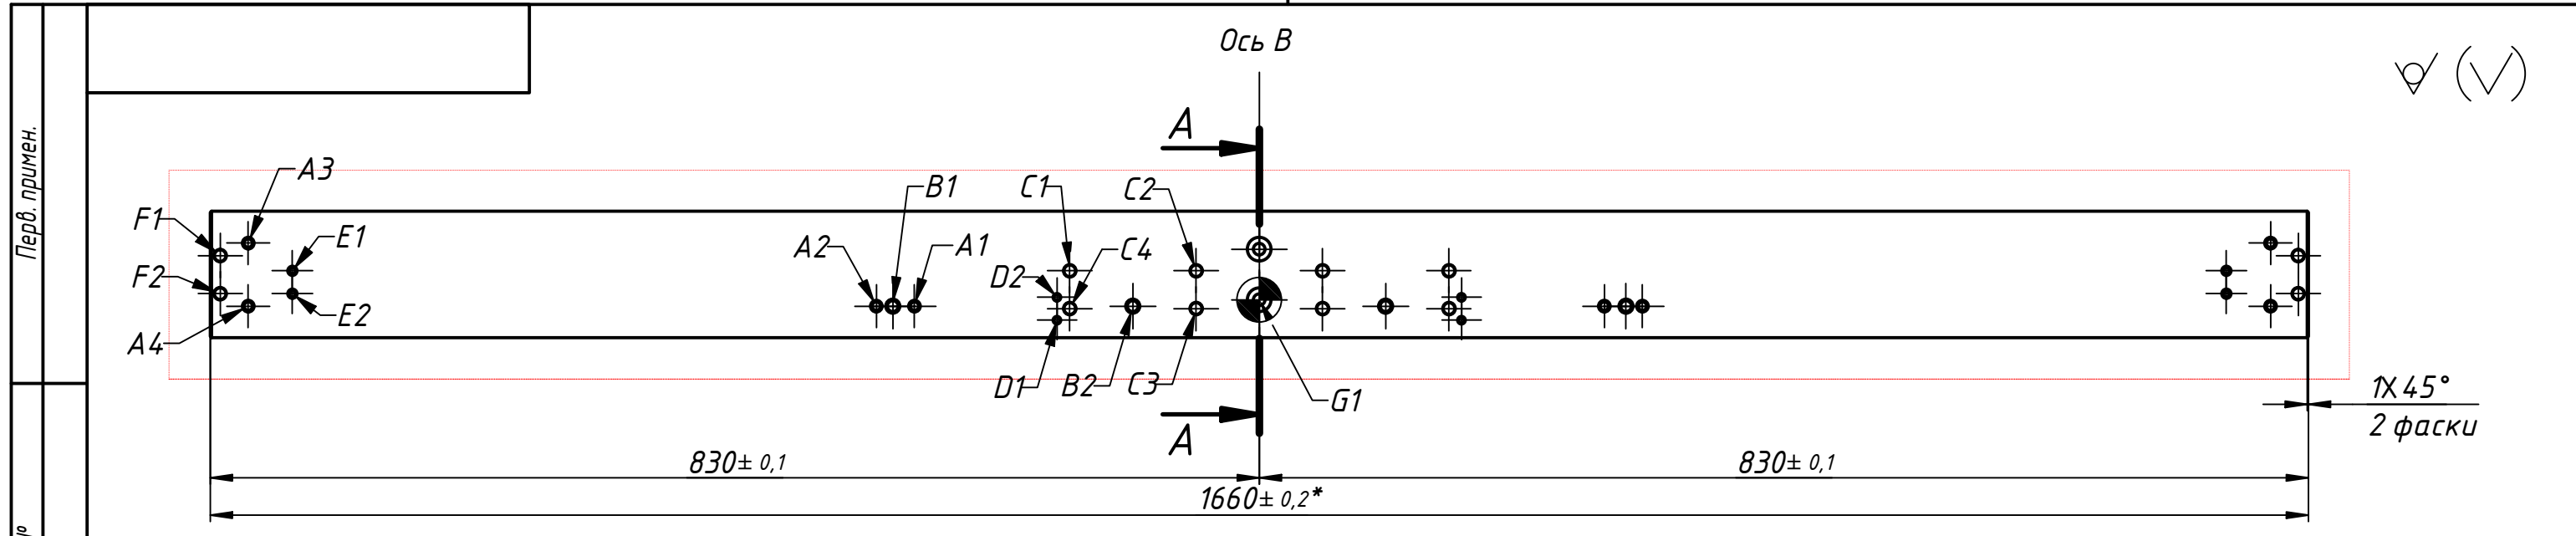 Ось В
Перв. примен.
А
A3
B1
C1
C2
F1
E1
A2
A1
C4
F2
D2
E2
A4
D1
B2
C3
G1
1X45°
2 фаски
А
830± 0,1
830± 0,1
1660± 0,2*